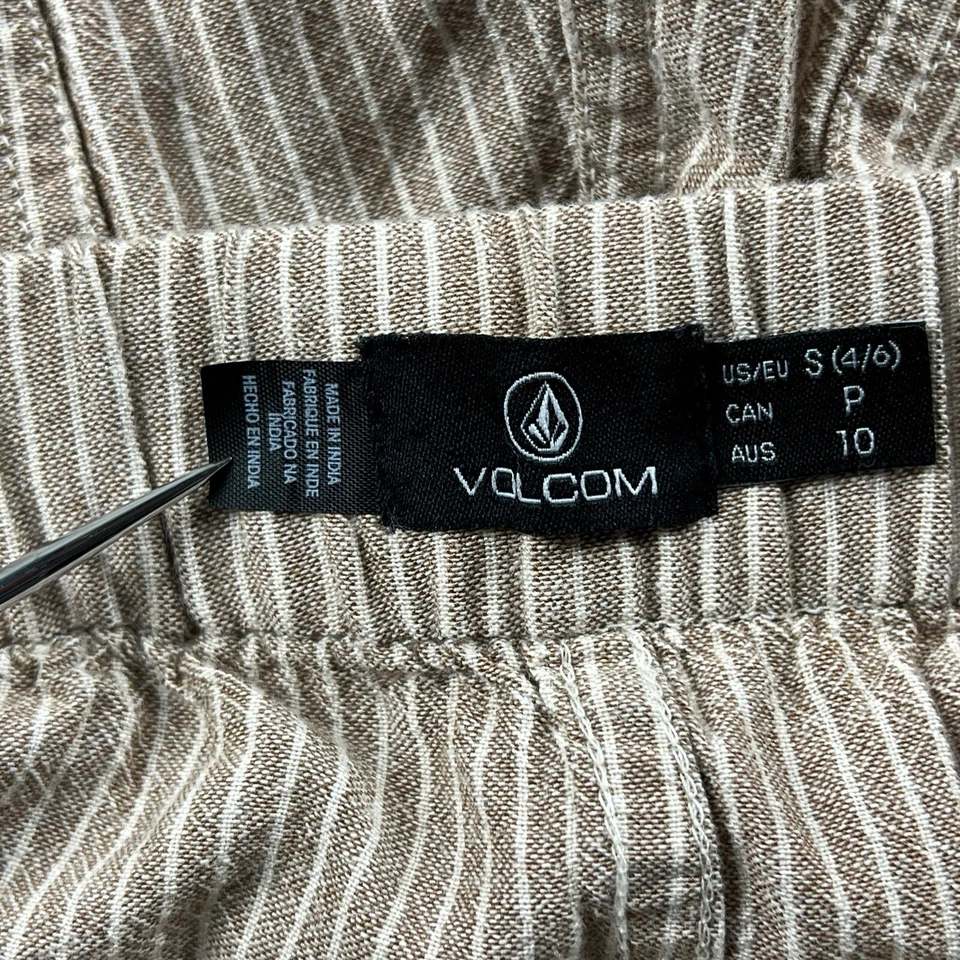 MADE IN INDIA
FABRIQUE EN INDE
FABRICADO NA
INDIA
HECHO EN INDIA
VOLCOM
US/EU S (4/6)
CAN P
AUS 10